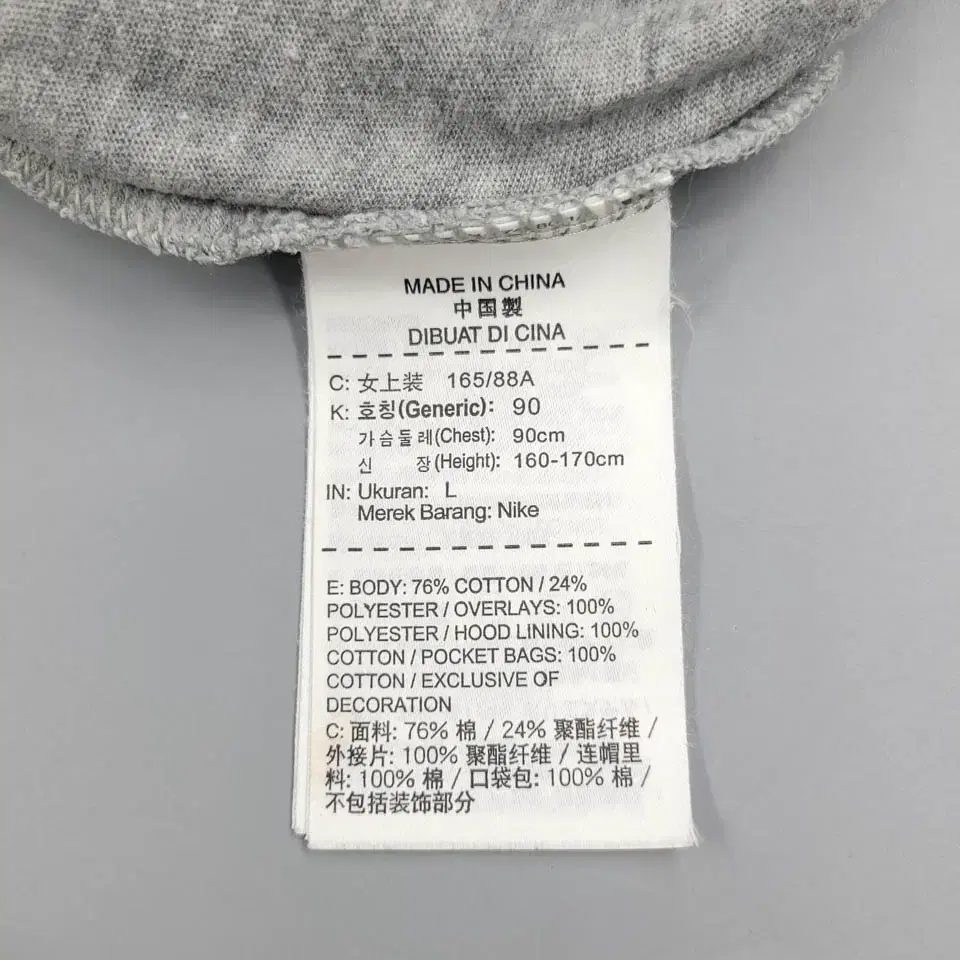 MADE IN CHINA
中国製
DIBUAT DI CINA
C: 女上装 165/88A
K: 호칭(Generic): 90
가슴둘레(Chest): 90cm
신 장(Height): 160-170cm
IN: Ukuran: L
Merek Barang: Nike
E: BODY: 76% COTTON / 24%
POLYESTER / OVERLAYS: 100%
POLYESTER / HOOD LINING: 100%
COTTON / POCKET BAGS: 100%
COTTON / EXCLUSIVE OF
DECORATION
C: 面料: 76% 棉 / 24% 聚酯纤维 /
外接片: 100% 聚酯纤维 / 连帽里
料: 100% 棉 / 口袋包: 100% 棉 /
不包括装饰部分